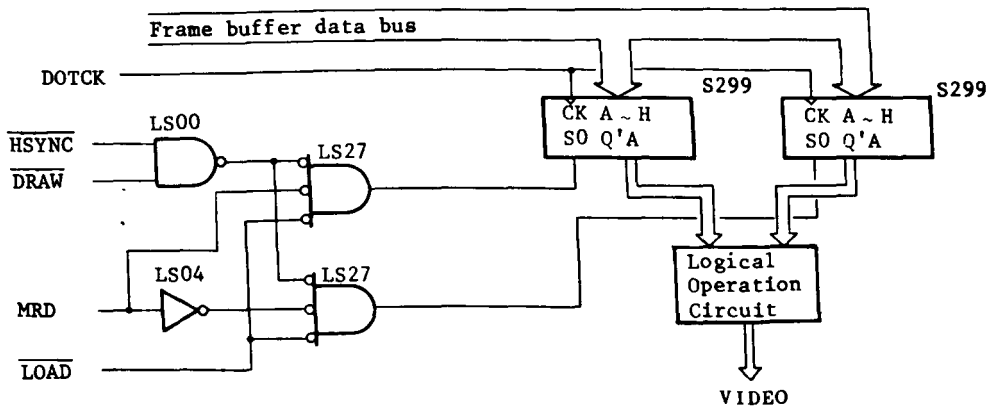 Frame buffer data bus
DOTCK
S299
S299
CK A ~ H
SO Q'A
CK A ~ H
SO Q'A
LS00
HSYNC
LS27
DRAW
LS04
LS27
MRD
LOAD
Logical
Operation
Circuit
VIDEO